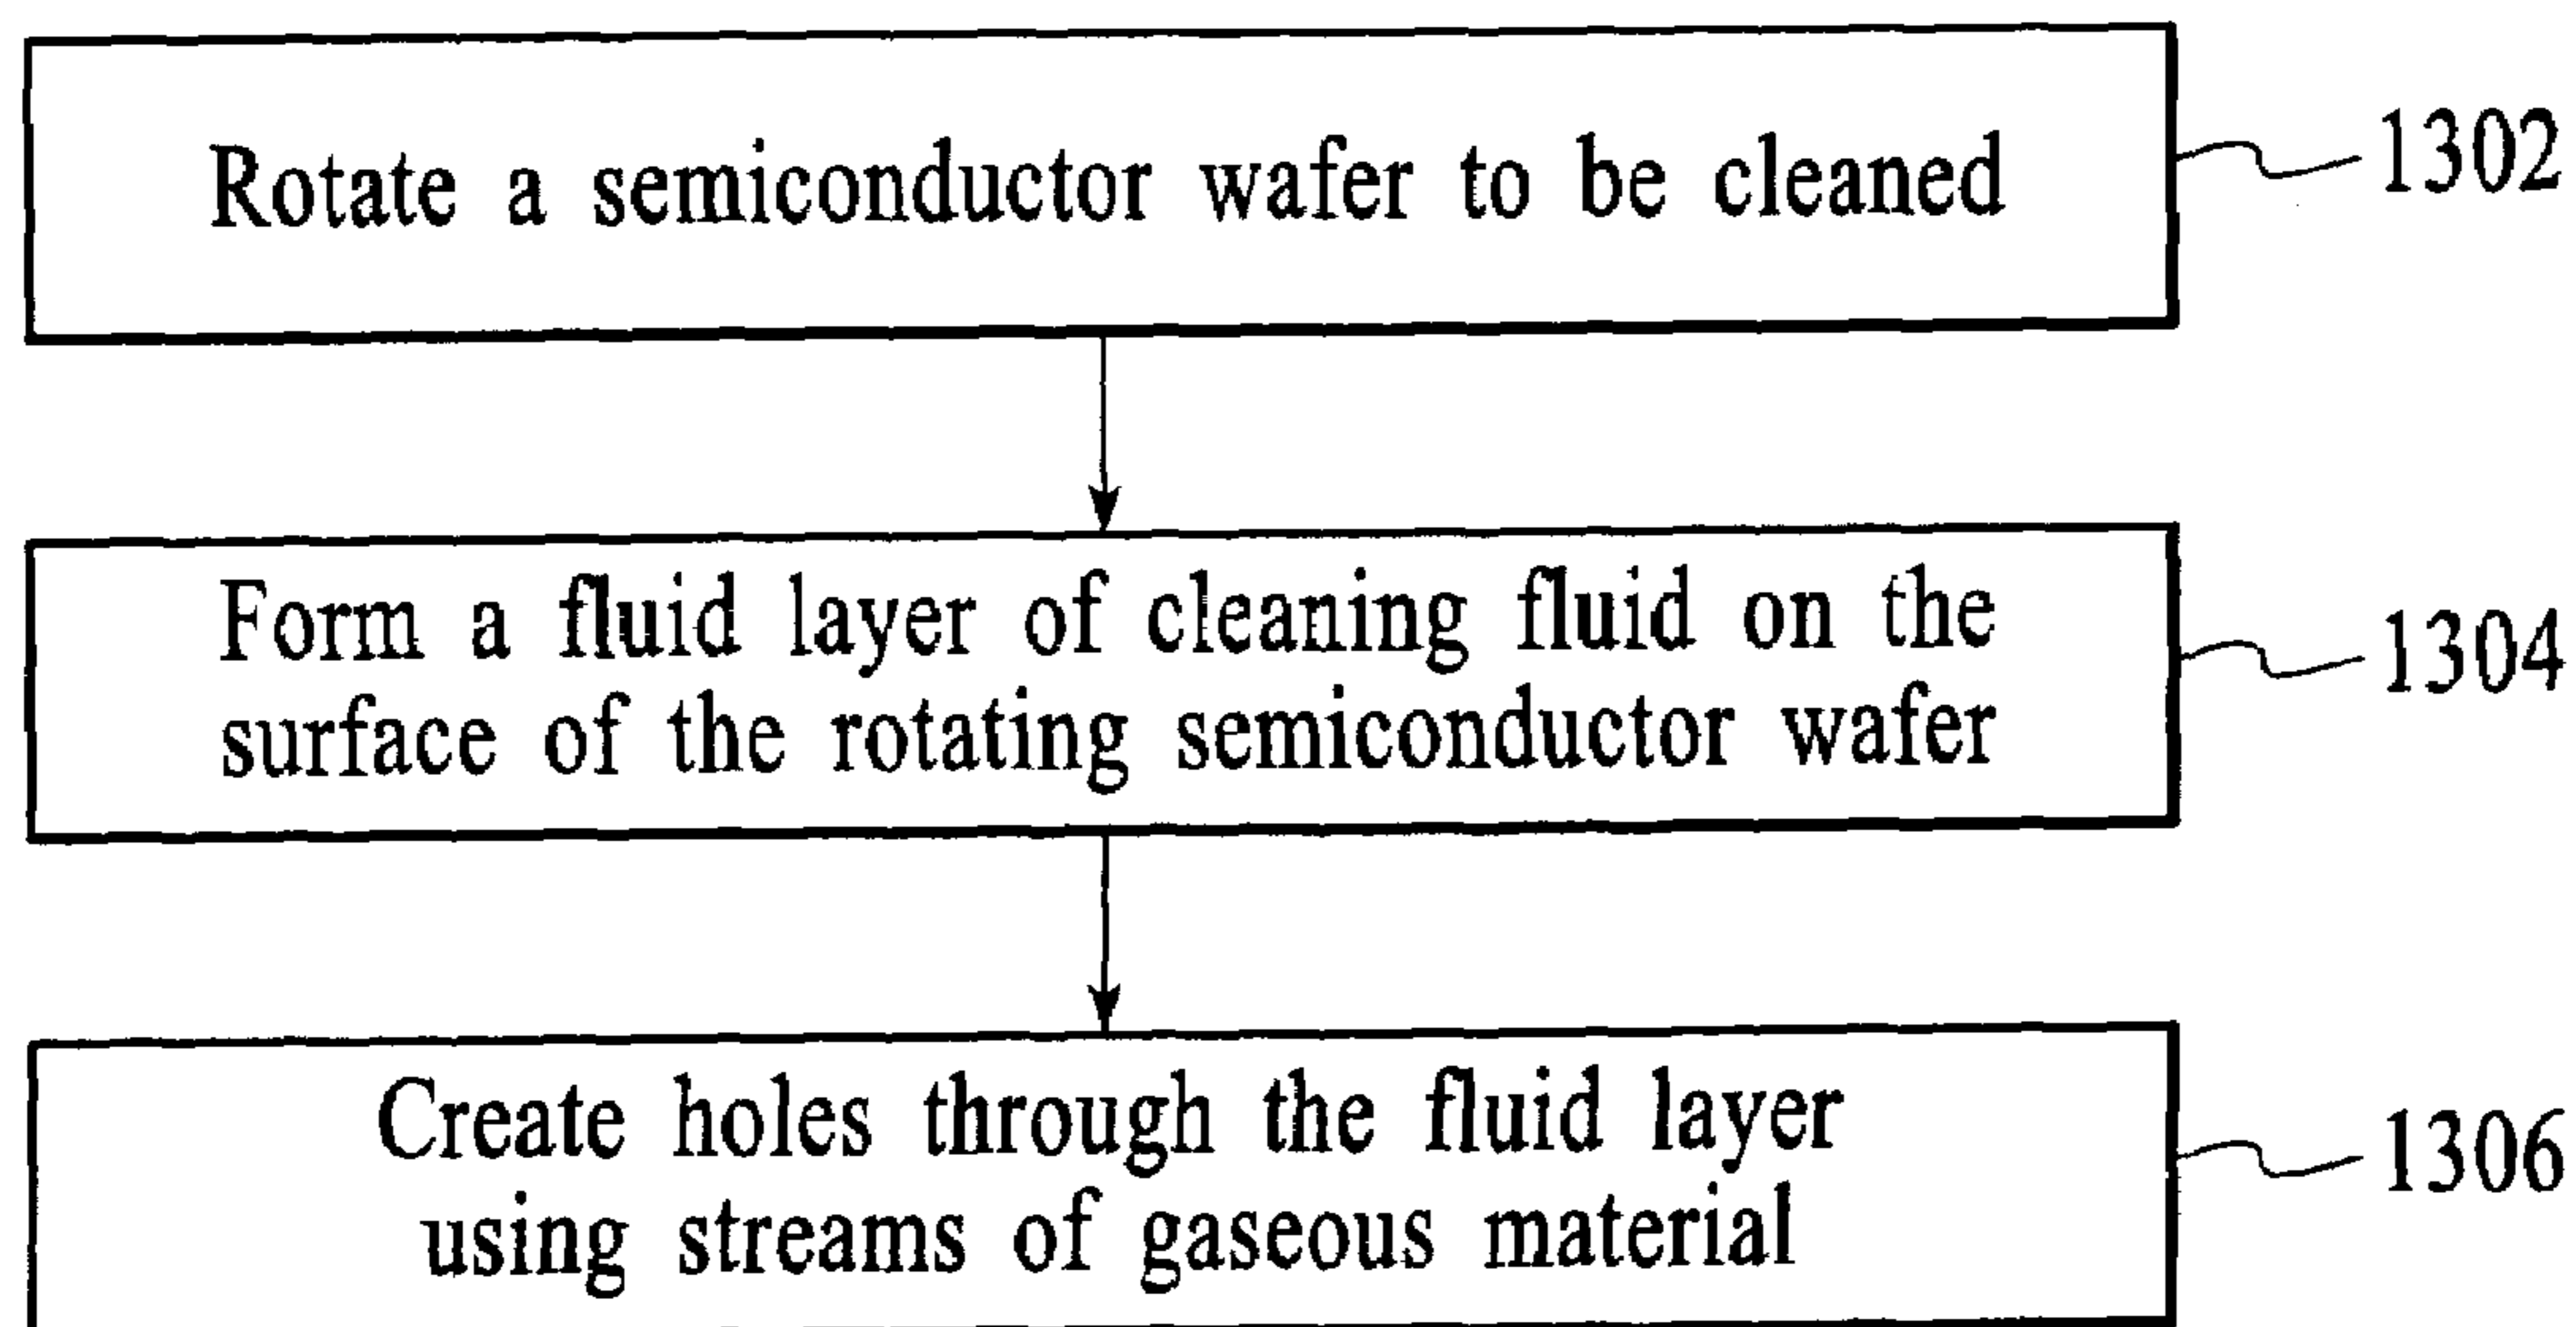 Rotate a semiconductor wafer to be cleaned
1302
Form a fluid layer of cleaning fluid on the
surface of the rotating semiconductor wafer
1304
Create holes through the fluid layer
using streams of gaseous material
1306